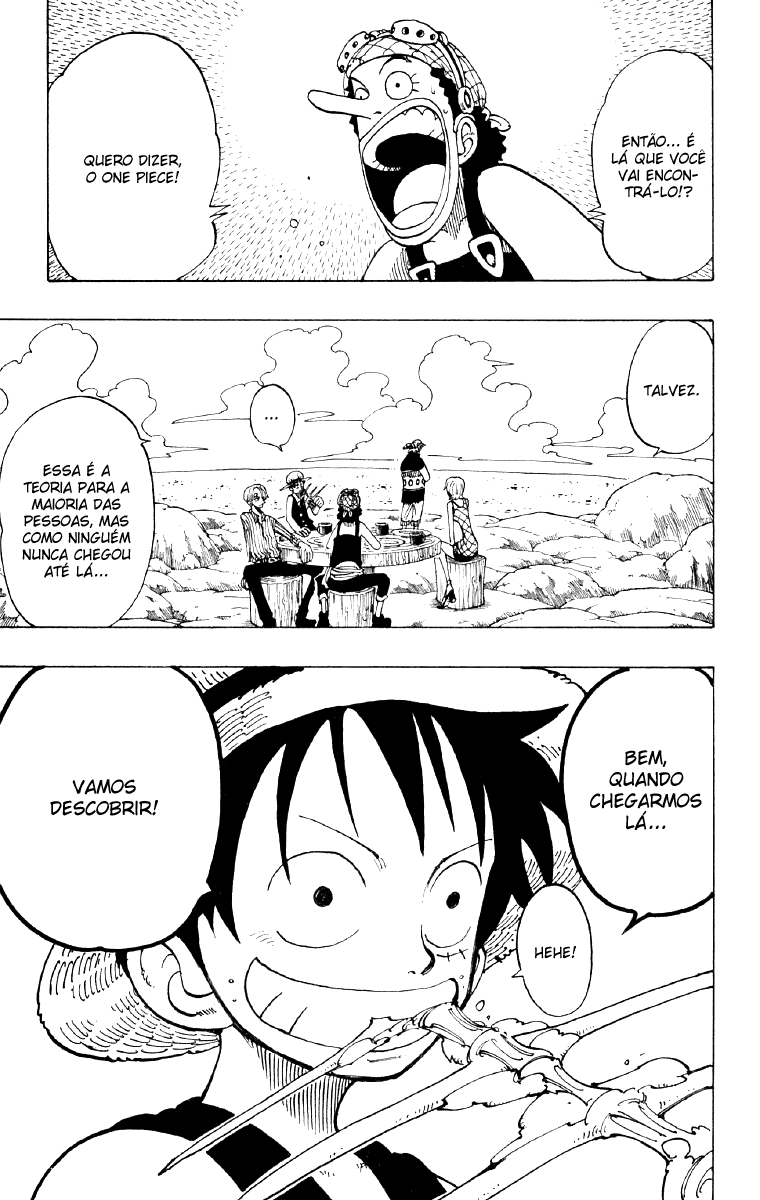 ENTÃO... É
LÁ QUE VOCÊ
VAI ENCON-
TRÁ-LO!?
QUERO DIZER,
O ONE PIECE!
TALVEZ.
...
ESSA É A
TEORIA PARA A
MAIORIA DAS
PESSOAS, MAS
COMO NINGUÉM
NUNCA CHEGOU
ATÉ LÁ...
BEM,
QUANDO
CHEGARMOS
LÁ...
HEHE!
VAMOS
DESCOBRIR!